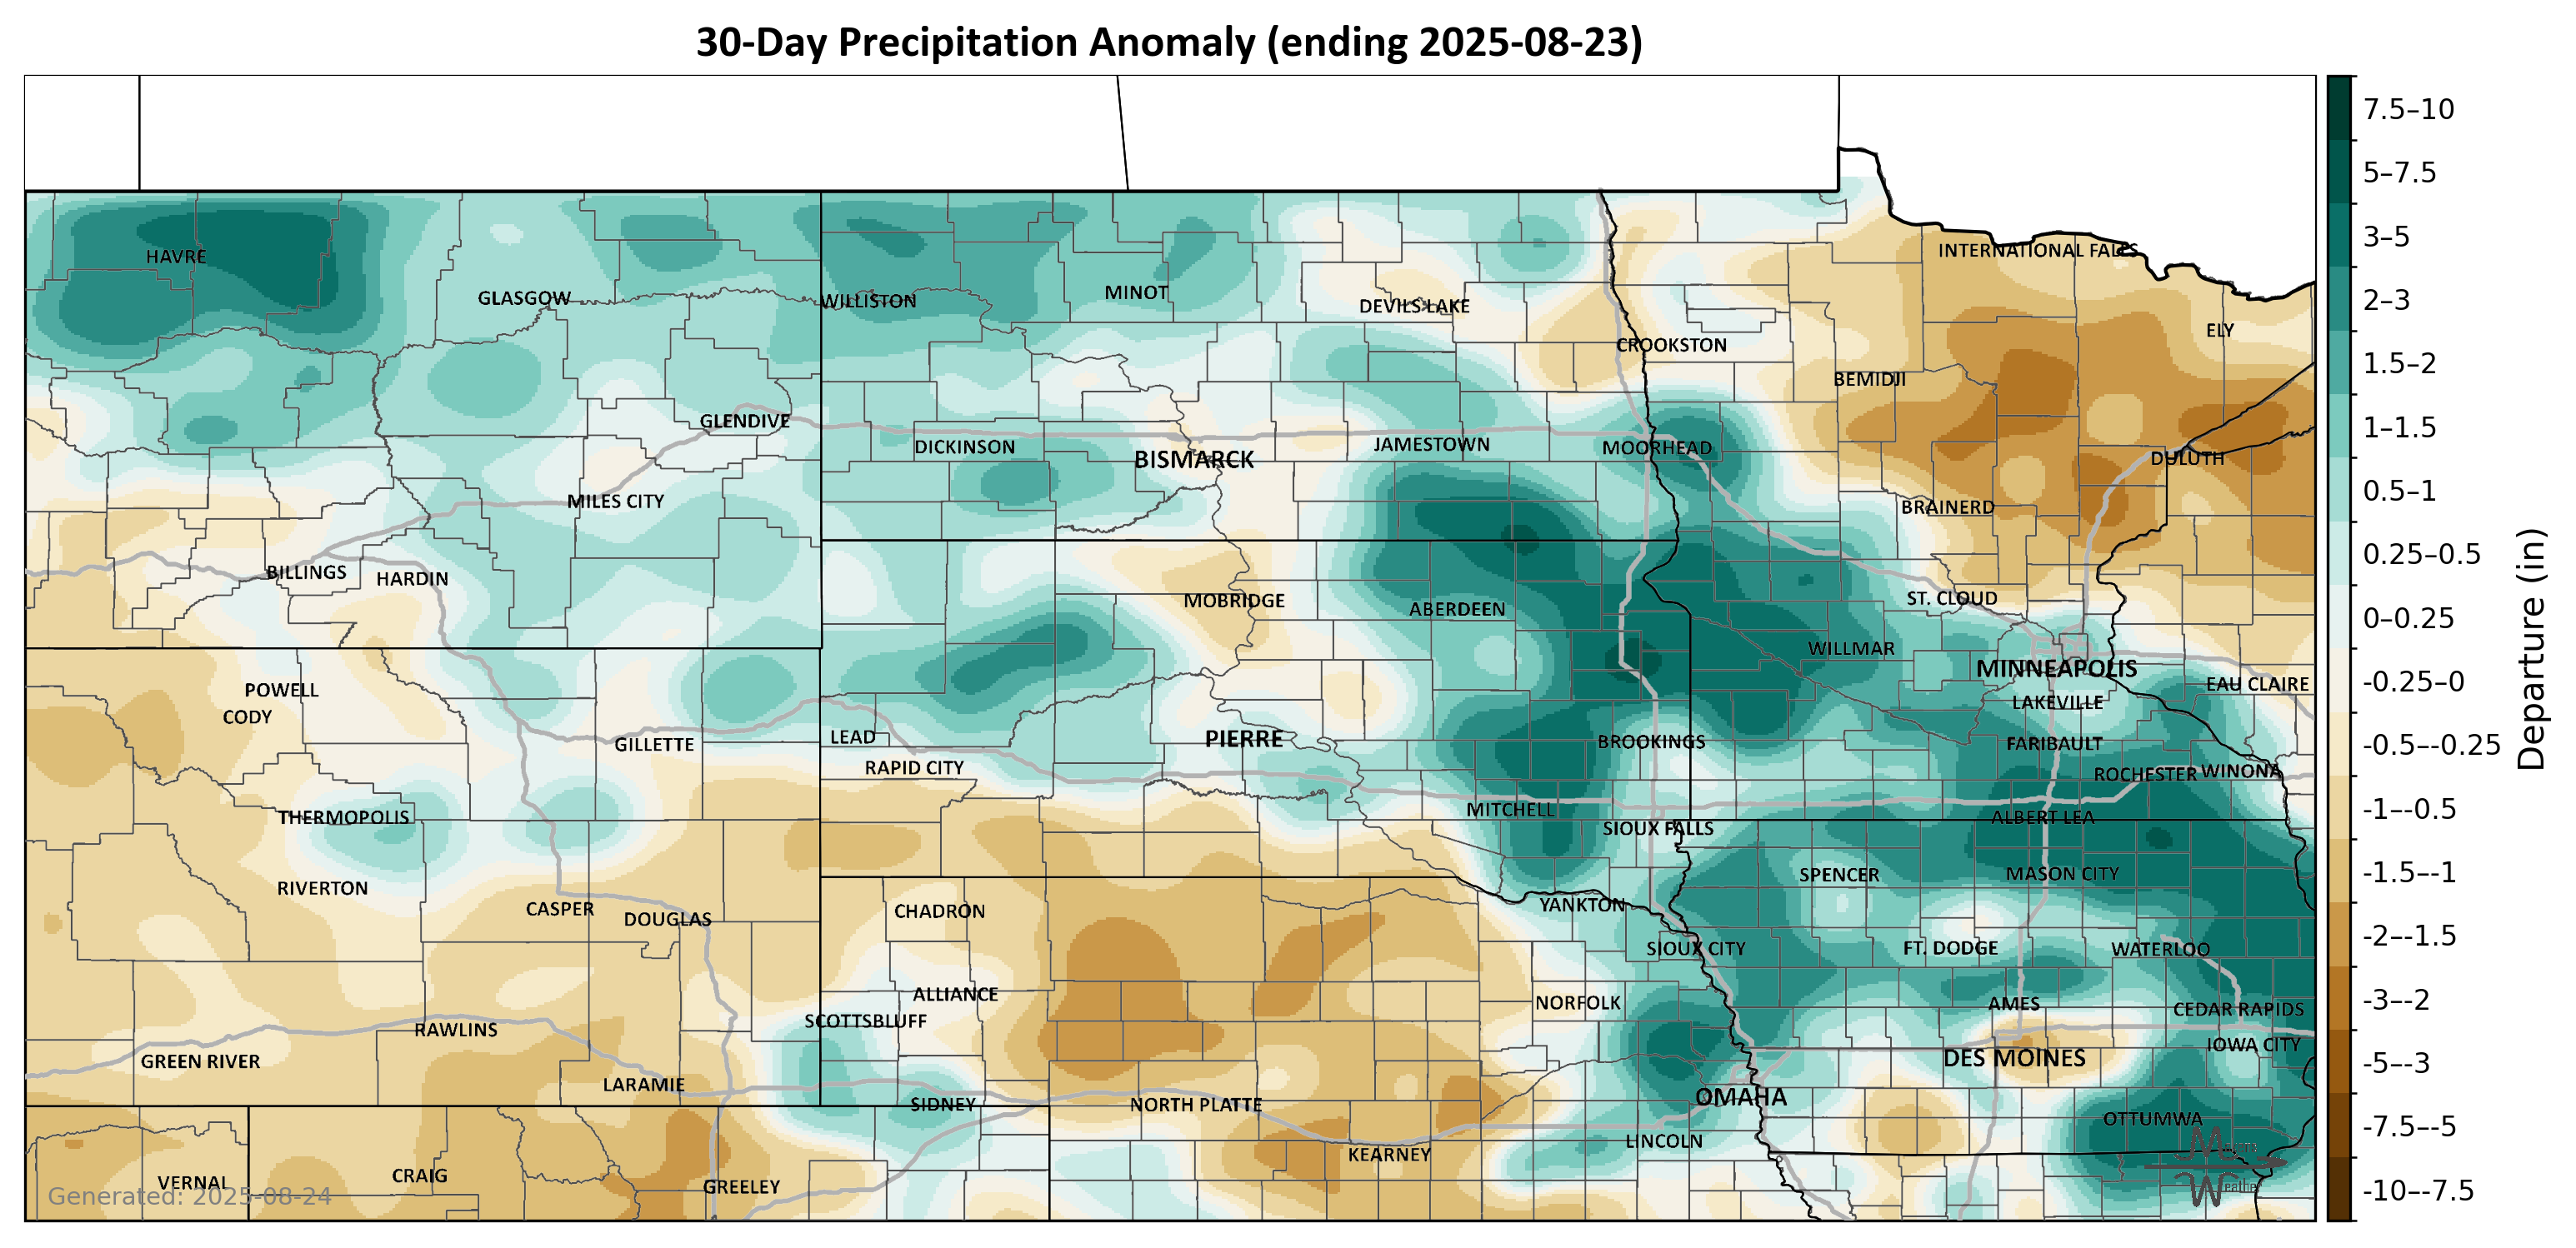 30-Day Precipitation Anomaly (ending 2025-08-23)
HAVRE
GLASGOW
WILLISTON
MINOT
DEVILS LAKE
CROOKSTON
INTERNATIONAL FALLS
ELY
BEMIDJI
GLENDIVE
DICKINSON
BISMARCK
JAMESTOWN
MOORHEAD
DULUTH
MILES CITY
BRAINERD
BILLINGS
HARDIN
MOBRIDGE
ABERDEEN
ST. CLOUD
WILLMAR
MINNEAPOLIS
EAU CLAIRE
POWELL
CODY
LAKEVILLE
GILLETTE
LEAD
PIERRE
BROOKINGS
FARIBAULT
RAPID CITY
ROCHESTER
WINONA
THERMOPOLIS
MITCHELL
ALBERT LEA
SIOUX FALLS
RIVERTON
SPENCER
MASON CITY
CASPER
DOUGLAS
CHADRON
YANKTON
SIOUX CITY
FT. DODGE
WATERLOO
ALLIANCE
NORFOLK
AMES
CEDAR RAPIDS
SCOTTSBLUFF
RAWLINS
IOWA CITY
GREEN RIVER
DES MOINES
LARAMIE
OMAHA
SIDNEY
NORTH PLATTE
OTTUMWA
LINCOLN
KEARNEY
VERNAL
CRAIG
GREELEY
Generated: 2025-08-24
7.5–10
5–7.5
3–5
2–3
1.5–2
1–1.5
0.5–1
0.25–0.5
0–0.25
-0.25–0
-0.5–-0.25
-1–-0.5
-1.5–-1
-2–-1.5
-3–-2
-5–-3
-7.5–-5
-10–-7.5
Departure (in)